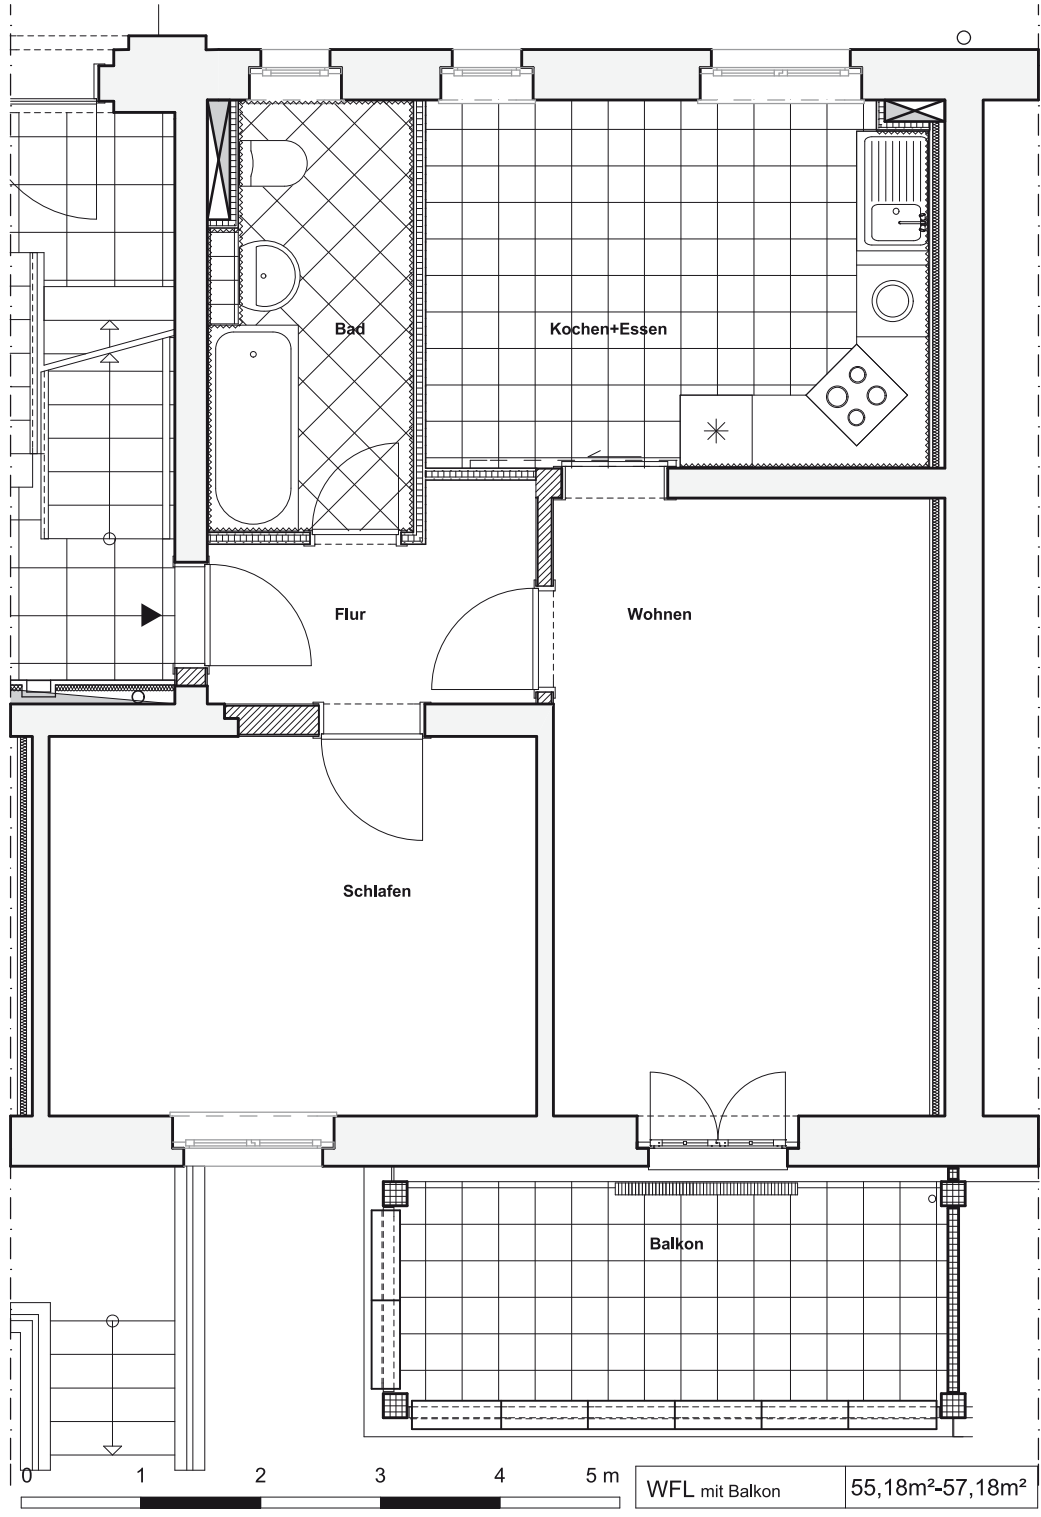 Bad
Kochen+Essen
Flur
Wohnen
Schlafen
Balkon
0 1 2 3 4 5 m
WFL mit Balkon 55,18m²-57,18m²